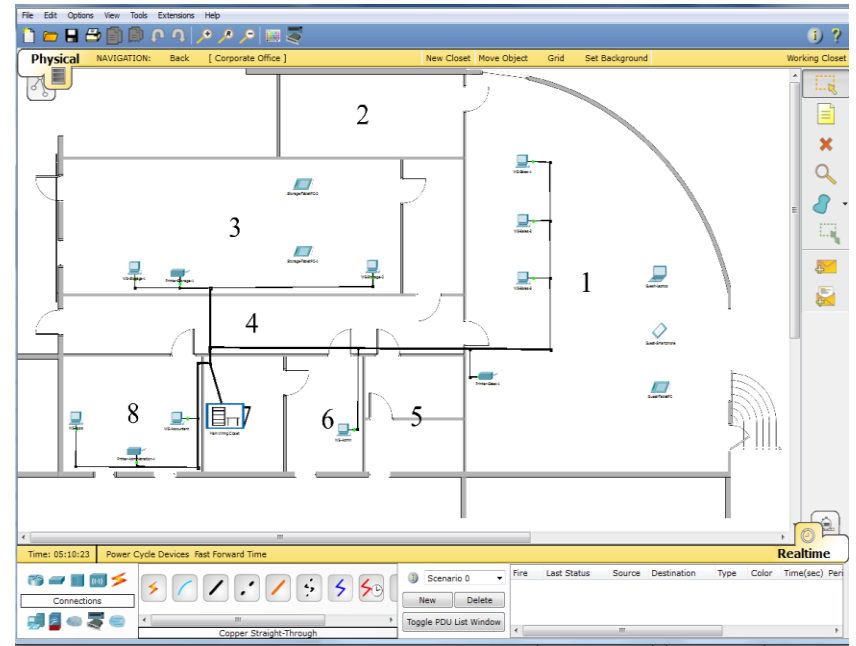 File Edit Options View Tools Extensions Help
Physical NAVIGATION: Back [ Corporate Office ] New Closet Move Object Grid Set Background Working Closet
2
3
1
4
8
7
6
5
Main Wiring Closet
Time: 05:10:23 Power Cycle Devices Fast Forward Time
Realtime
Connections
Copper Straight-Through
Scenario 0
New Delete
Toggle PDU List Window
Fire Last Status Source Destination Type Color Time(sec) Peri